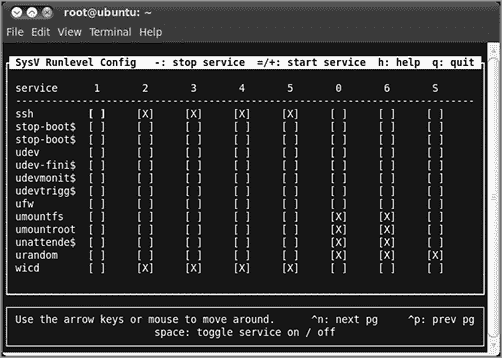 root@ubuntu: ~
File Edit View Terminal Help
SysV Runlevel Config -: stop service =/+: start service h: help q: quit
service 1 2 3 4 5 0 6 S
ssh [ ] [X] [X] [X] [X] [ ] [ ] [ ]
stop-boot$ [ ] [ ] [ ] [ ] [ ] [ ] [ ] [ ]
stop-boot$ [ ] [ ] [ ] [ ] [ ] [ ] [ ] [ ]
udev [ ] [ ] [ ] [ ] [ ] [ ] [ ] [ ]
udev-fini$ [ ] [ ] [ ] [ ] [ ] [ ] [ ] [ ]
udevmonit$ [ ] [ ] [ ] [ ] [ ] [ ] [ ] [ ]
udevtrigg$ [ ] [ ] [ ] [ ] [ ] [ ] [ ] [ ]
ufw [ ] [ ] [ ] [ ] [ ] [ ] [ ] [ ]
umountfs [ ] [ ] [ ] [ ] [ ] [X] [X] [ ]
umountroot [ ] [ ] [ ] [ ] [ ] [X] [X] [ ]
unattende$ [ ] [ ] [ ] [ ] [ ] [X] [X] [ ]
urandom [ ] [ ] [ ] [ ] [ ] [X] [X] [X]
wicd [ ] [X] [X] [X] [X] [ ] [ ] [ ]
Use the arrow keys or mouse to move around. ^n: next pg ^p: prev pg
space: toggle service on / off